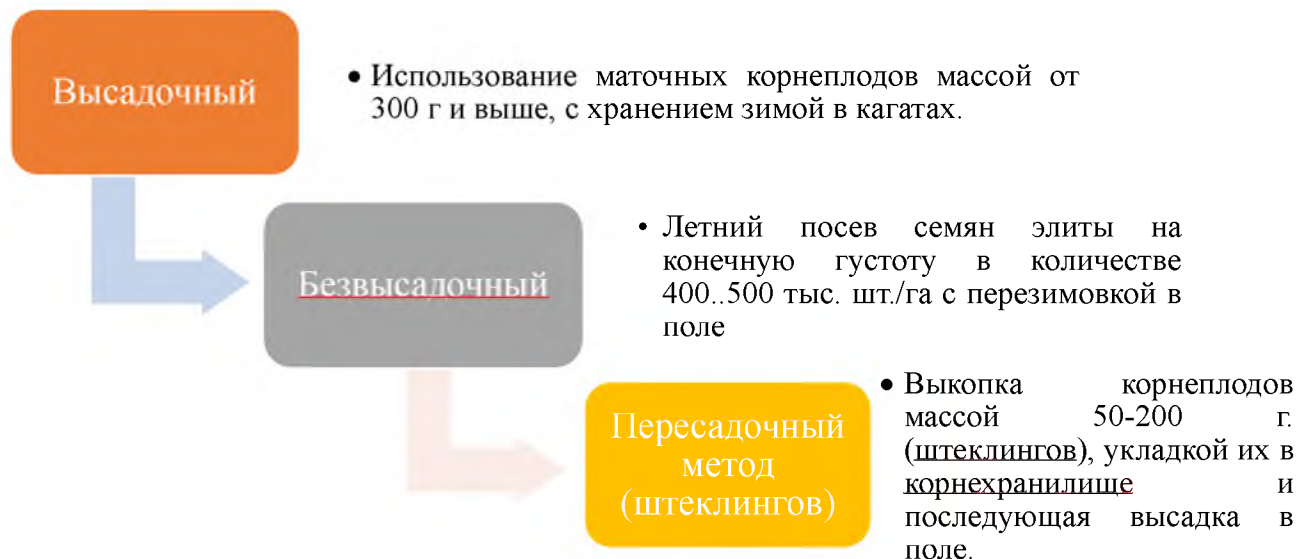 Высадочный
• Использование маточных корнеплодов массой от
300 г и выше, с хранением зимой в кагатах.
Безвысадочный
• Летний посев семян элиты на
конечную густоту в количестве
400..500 тыс. шт./га с перезимовкой в
поле
Пересадочный
метод
(штеклингов)
• Выкопка корнеплодов
массой 50-200 г.
(штеклингов), укладкой их в
корнехранилище и
последующая высадка в
поле.